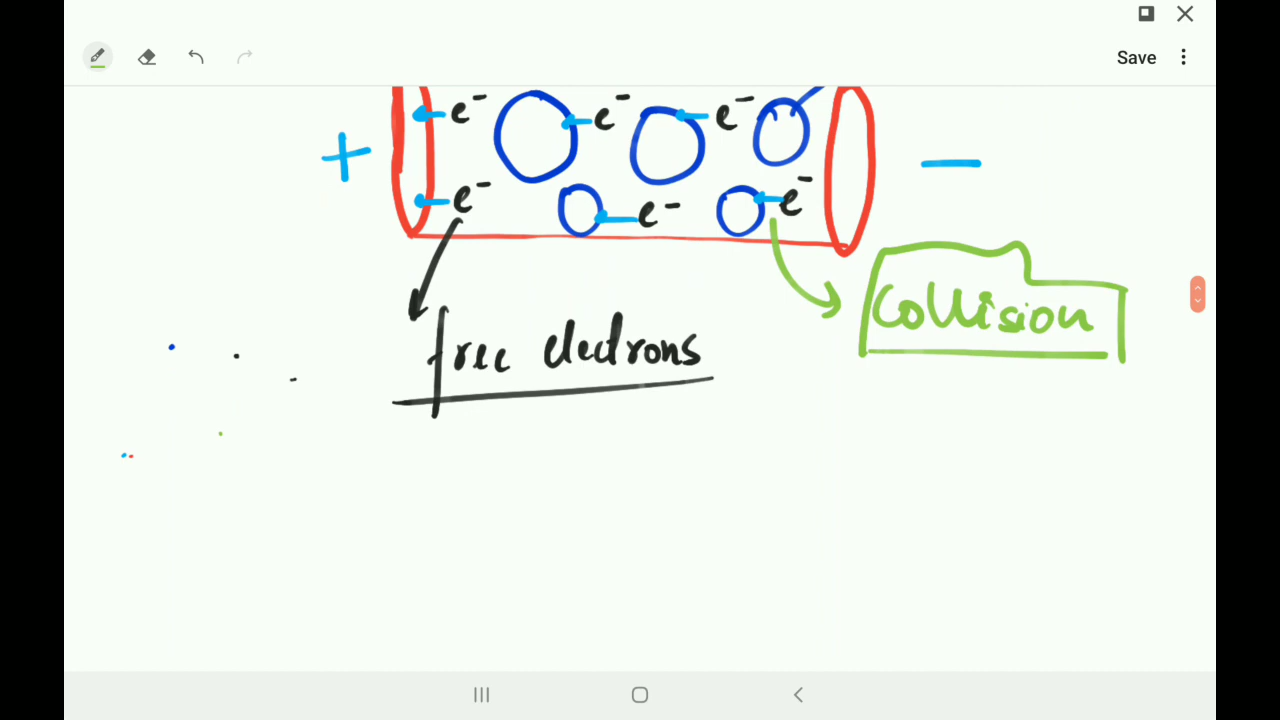 Save
e⁻ e⁻ e⁻
+ −
e⁻ e⁻ e⁻
Collision
free electrons